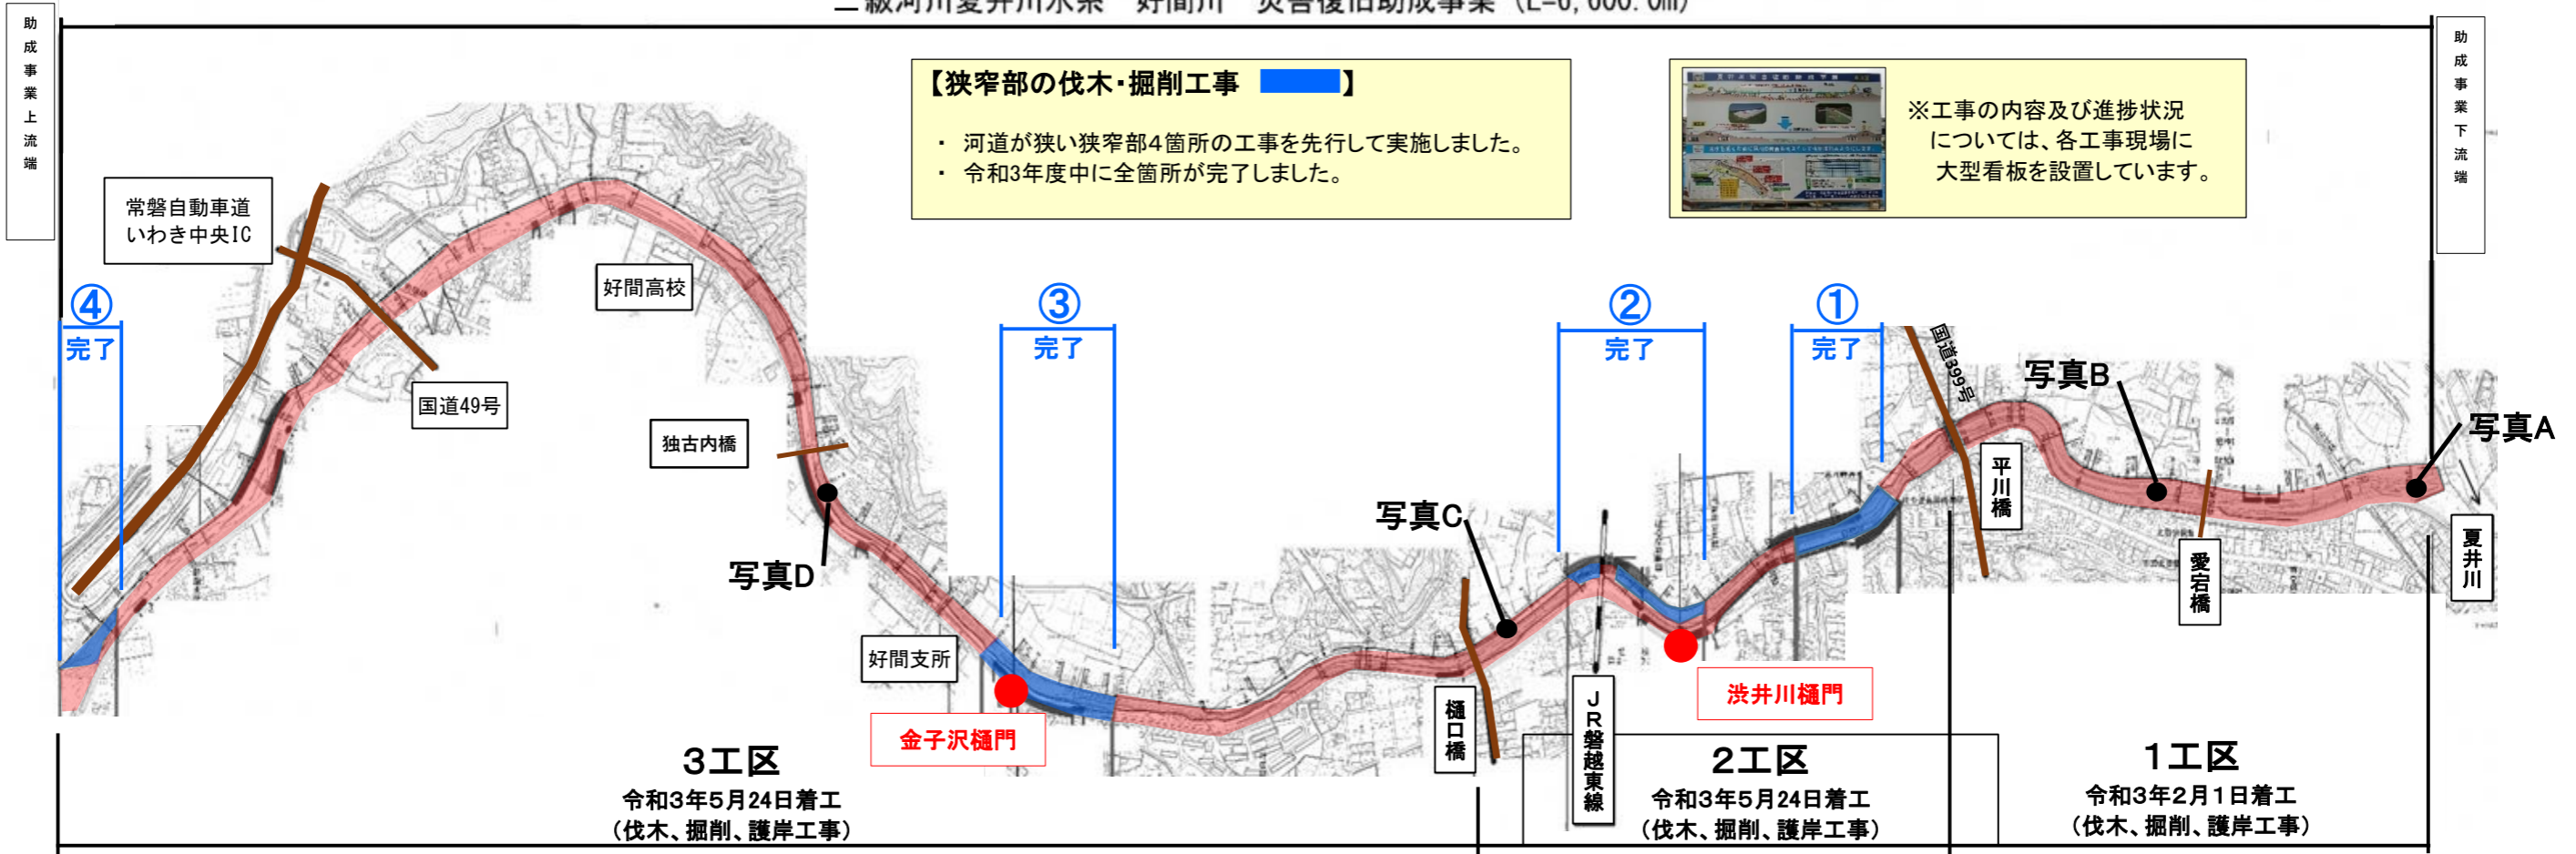 二級河川夏井川水系　好間川　災害復旧助成事業（L=6,600.0m）
助成事業上流端
助成事業下流端
【狭窄部の伐木・掘削工事　　　】
・ 河道が狭い狭窄部4箇所の工事を先行して実施しました。
・ 令和3年度中に全箇所が完了しました。
※工事の内容及び進捗状況
については、各工事現場に
大型看板を設置しています。
常磐自動車道
いわき中央IC
好間高校
④
完了
③
完了
②
完了
①
完了
国道399号
写真B
写真A
国道49号
独古内橋
平川橋
写真C
写真D
愛宕橋
夏井川
好間支所
金子沢樋門
樋口橋
JR磐越東線
渋井川樋門
3工区
令和3年5月24日着工
(伐木、掘削、護岸工事)
2工区
令和3年5月24日着工
(伐木、掘削、護岸工事)
1工区
令和3年2月1日着工
(伐木、掘削、護岸工事)